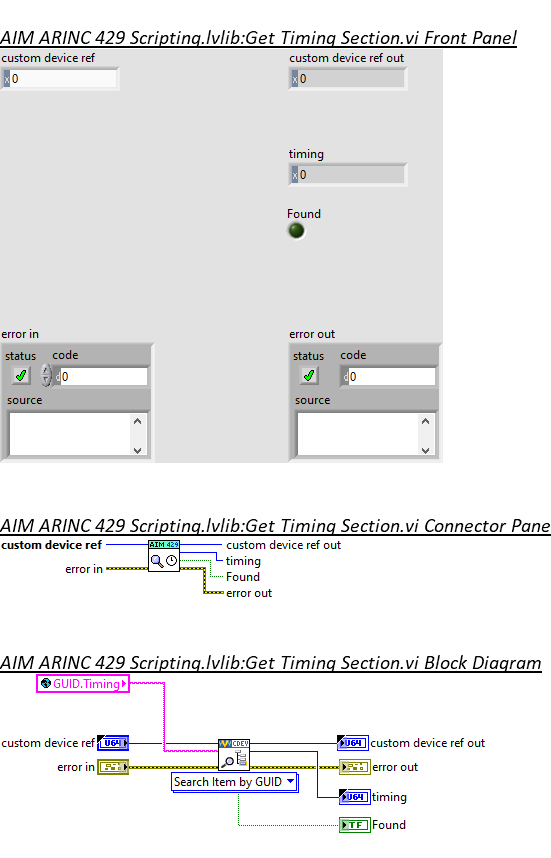 AIM ARINC 429 Scripting.lvlib:Get Timing Section.vi Front Panel
custom device ref
custom device ref out
x 0
x 0
timing
x 0
Found
error in
error out
status code
status code
d 0
d 0
source
source
AIM ARINC 429 Scripting.lvlib:Get Timing Section.vi Connector Pane
custom device ref
AIM 429
custom device ref out
timing
error in
Found
error out
AIM ARINC 429 Scripting.lvlib:Get Timing Section.vi Block Diagram
GUID.Timing
custom device ref
U64
CDEV
U64
custom device ref out
error in
error out
Search Item by GUID
U64
timing
TF
Found